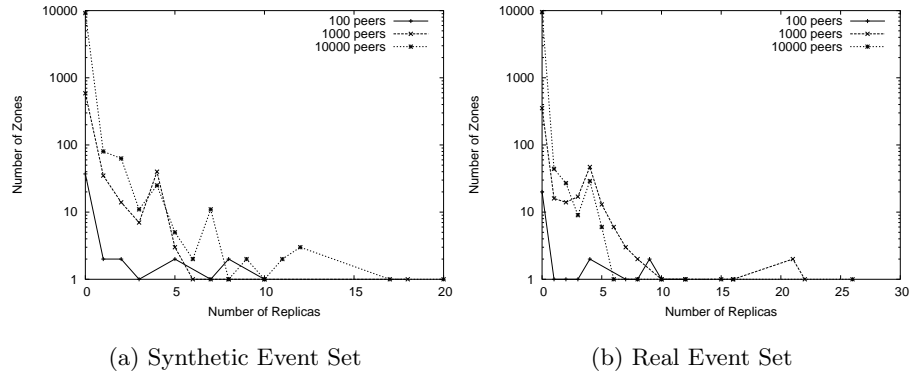 10000
1000
100
10
1
0
5
10
15
20
Number of Zones
Number of Replicas
100 peers
1000 peers
10000 peers
(a) Synthetic Event Set
10000
1000
100
10
1
0
5
10
15
20
25
30
Number of Zones
Number of Replicas
100 peers
1000 peers
10000 peers
(b) Real Event Set